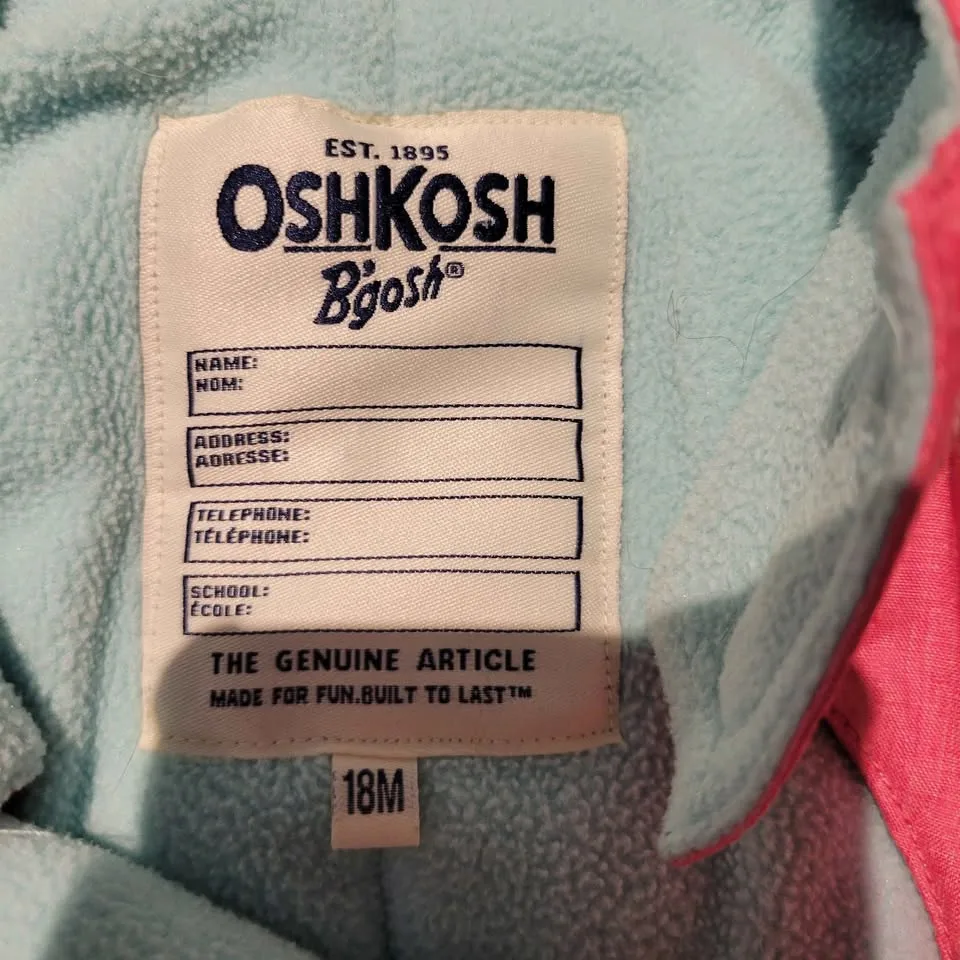 EST. 1895
OSHKOSH
B'gosh®
NAME:
NOM:
ADDRESS:
ADRESSE:
TELEPHONE:
TÉLÉPHONE:
SCHOOL:
ÉCOLE:
THE GENUINE ARTICLE
MADE FOR FUN.BUILT TO LAST™
18M